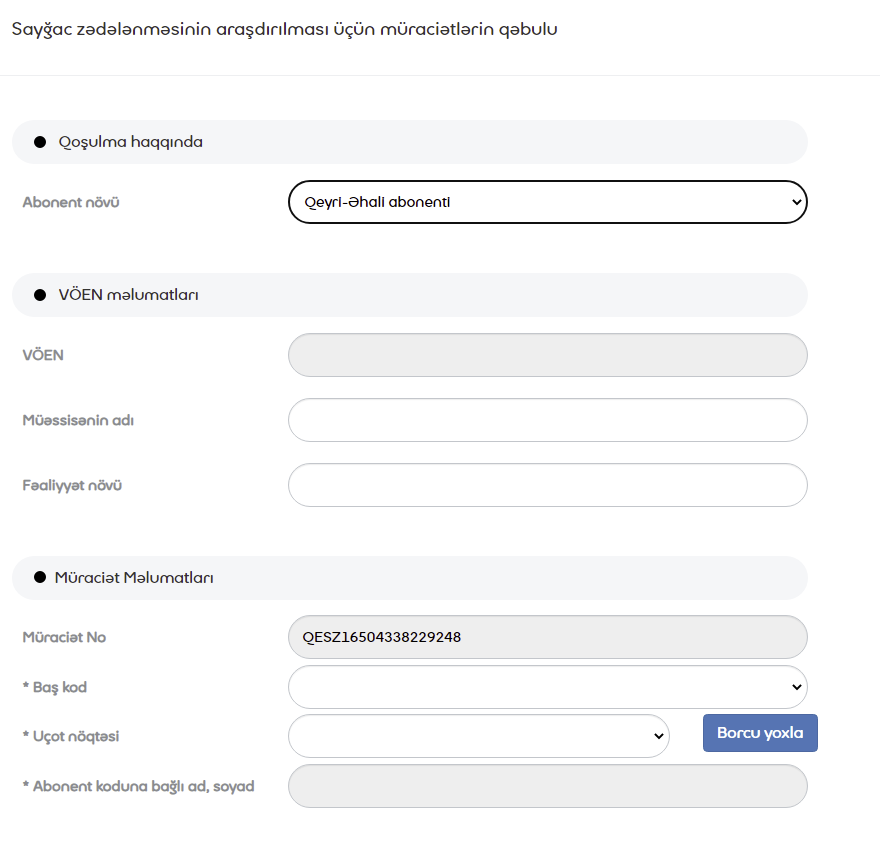 Sayğac zədələnməsinin araşdırılması üçün müraciətlərin qəbulu
Qoşulma haqqında
Abonent növü
Qeyri-Əhali abonenti
VÖEN məlumatları
VÖEN
Müəssisənin adı
Fəaliyyət növü
Müraciət Məlumatları
Müraciət No
QESZ16504338229248
* Baş kod
* Uçot nöqtəsi
Borcu yoxla
* Abonent koduna bağlı ad, soyad